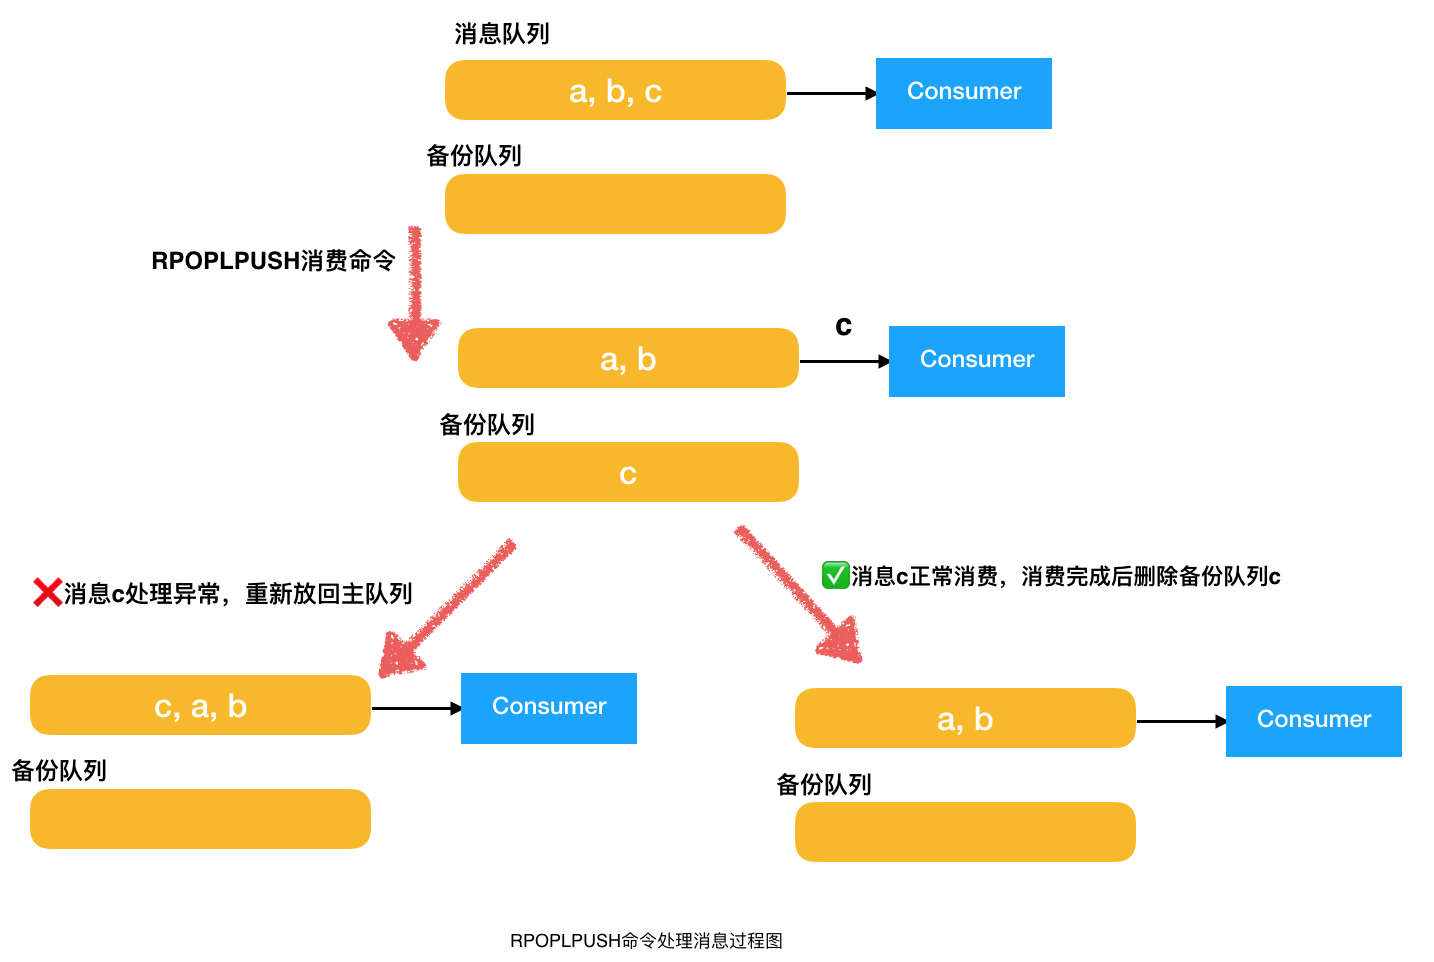 消息队列
a, b, c
Consumer
备份队列
RPOPLPUSH消费命令
c
a, b
Consumer
备份队列
c
❌消息c处理异常，重新放回主队列
✅消息c正常消费，消费完成后删除备份队列c
c, a, b
Consumer
a, b
Consumer
备份队列
备份队列
RPOPLPUSH命令处理消息过程图